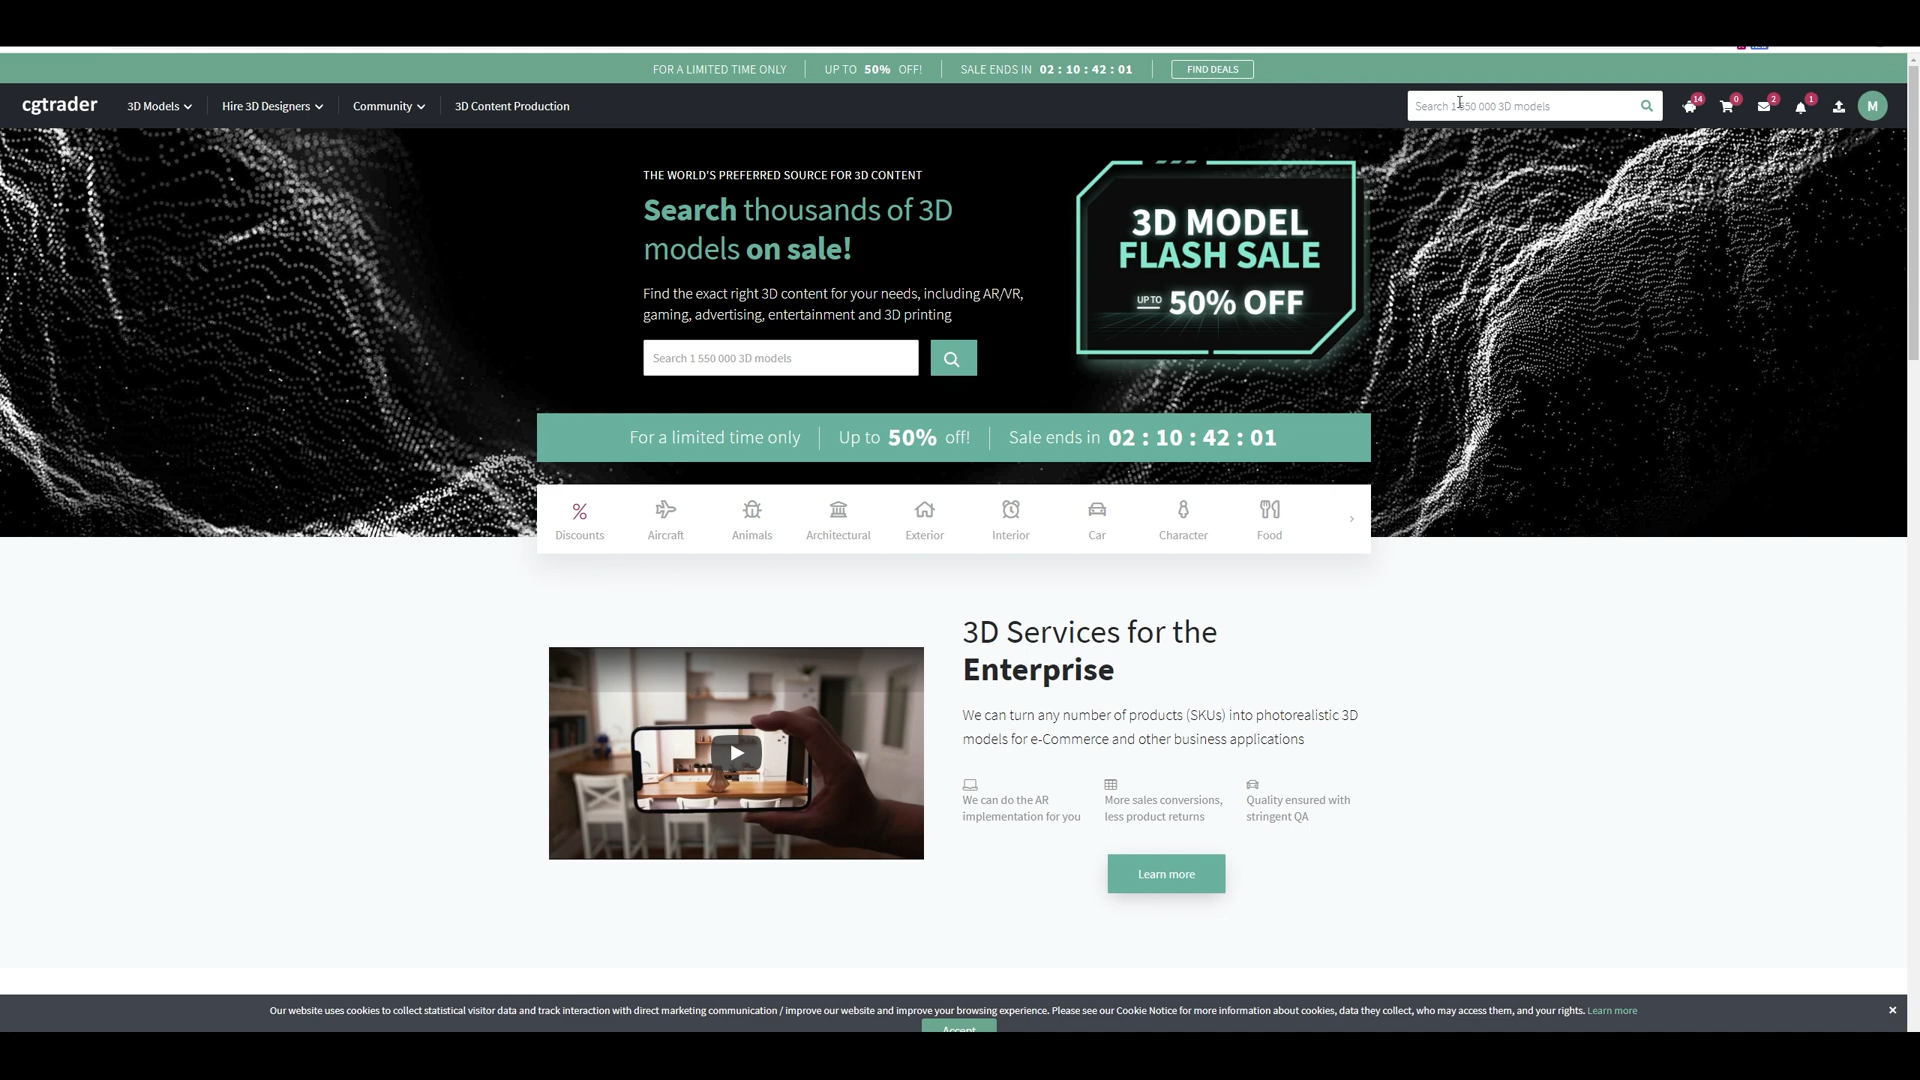 FOR A LIMITED TIME ONLY UP TO 50% OFF! SALE ENDS IN 02 : 10 : 42 : 01 FIND DEALS
cgtrader 3D Models Hire 3D Designers Community 3D Content Production Search 1 550 000 3D models 14 0 2 1 M
THE WORLD'S PREFERRED SOURCE FOR 3D CONTENT
Search thousands of 3D
models on sale!
Find the exact right 3D content for your needs, including AR/VR,
gaming, advertising, entertainment and 3D printing
Search 1 550 000 3D models
3D MODEL
FLASH SALE
UP TO 50% OFF
For a limited time only Up to 50% off! Sale ends in 02 : 10 : 42 : 01
Discounts Aircraft Animals Architectural Exterior Interior Car Character Food
3D Services for the
Enterprise
We can turn any number of products (SKUs) into photorealistic 3D
models for e-Commerce and other business applications
We can do the AR
implementation for you
More sales conversions,
less product returns
Quality ensured with
stringent QA
Learn more
Our website uses cookies to collect statistical visitor data and track interaction with direct marketing communication / improve our website and improve your browsing experience. Please see our Cookie Notice for more information about cookies, data they collect, who may access them, and your rights. Learn more
Accept